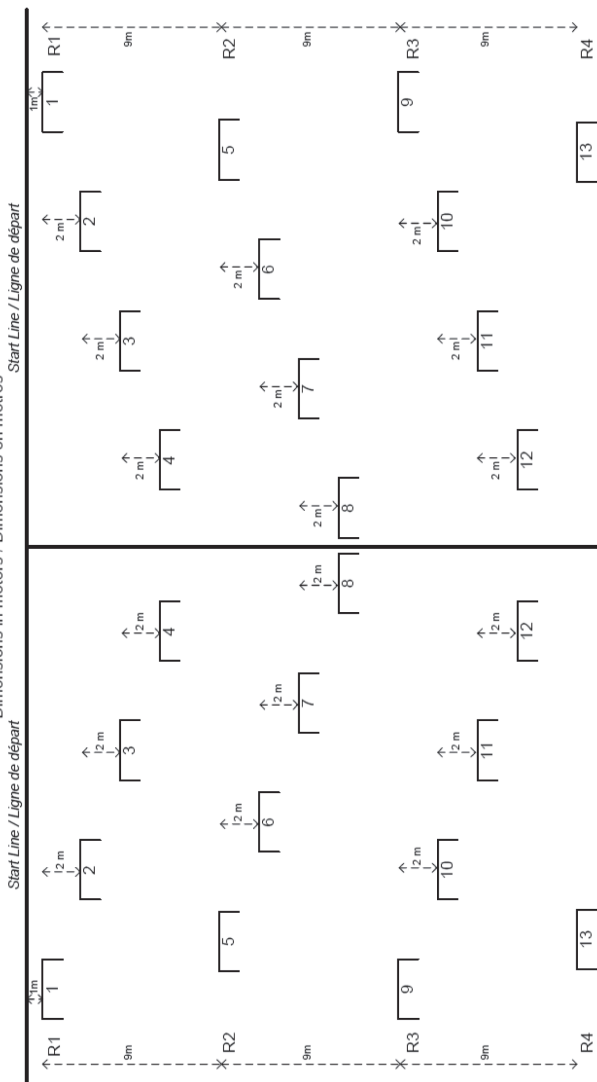 Dimensions in meters / Dimensions en mètres
Start Line / Ligne de départ
Start Line / Ligne de départ
1m 1m
R1 1 1 R1
2 m 2 m
2 2
2 m 2 m
9m 3 3 9m
2 m 2 m
4 4
R2 5 5 R2
2 m 2 m
6 6
2 m 2 m
9m 7 7 9m
2 m 2 m
8 8
R3 9 9 R3
2 m 2 m
10 10
2 m 2 m
9m 11 11 9m
2 m 2 m
12 12
R4 13 13 R4